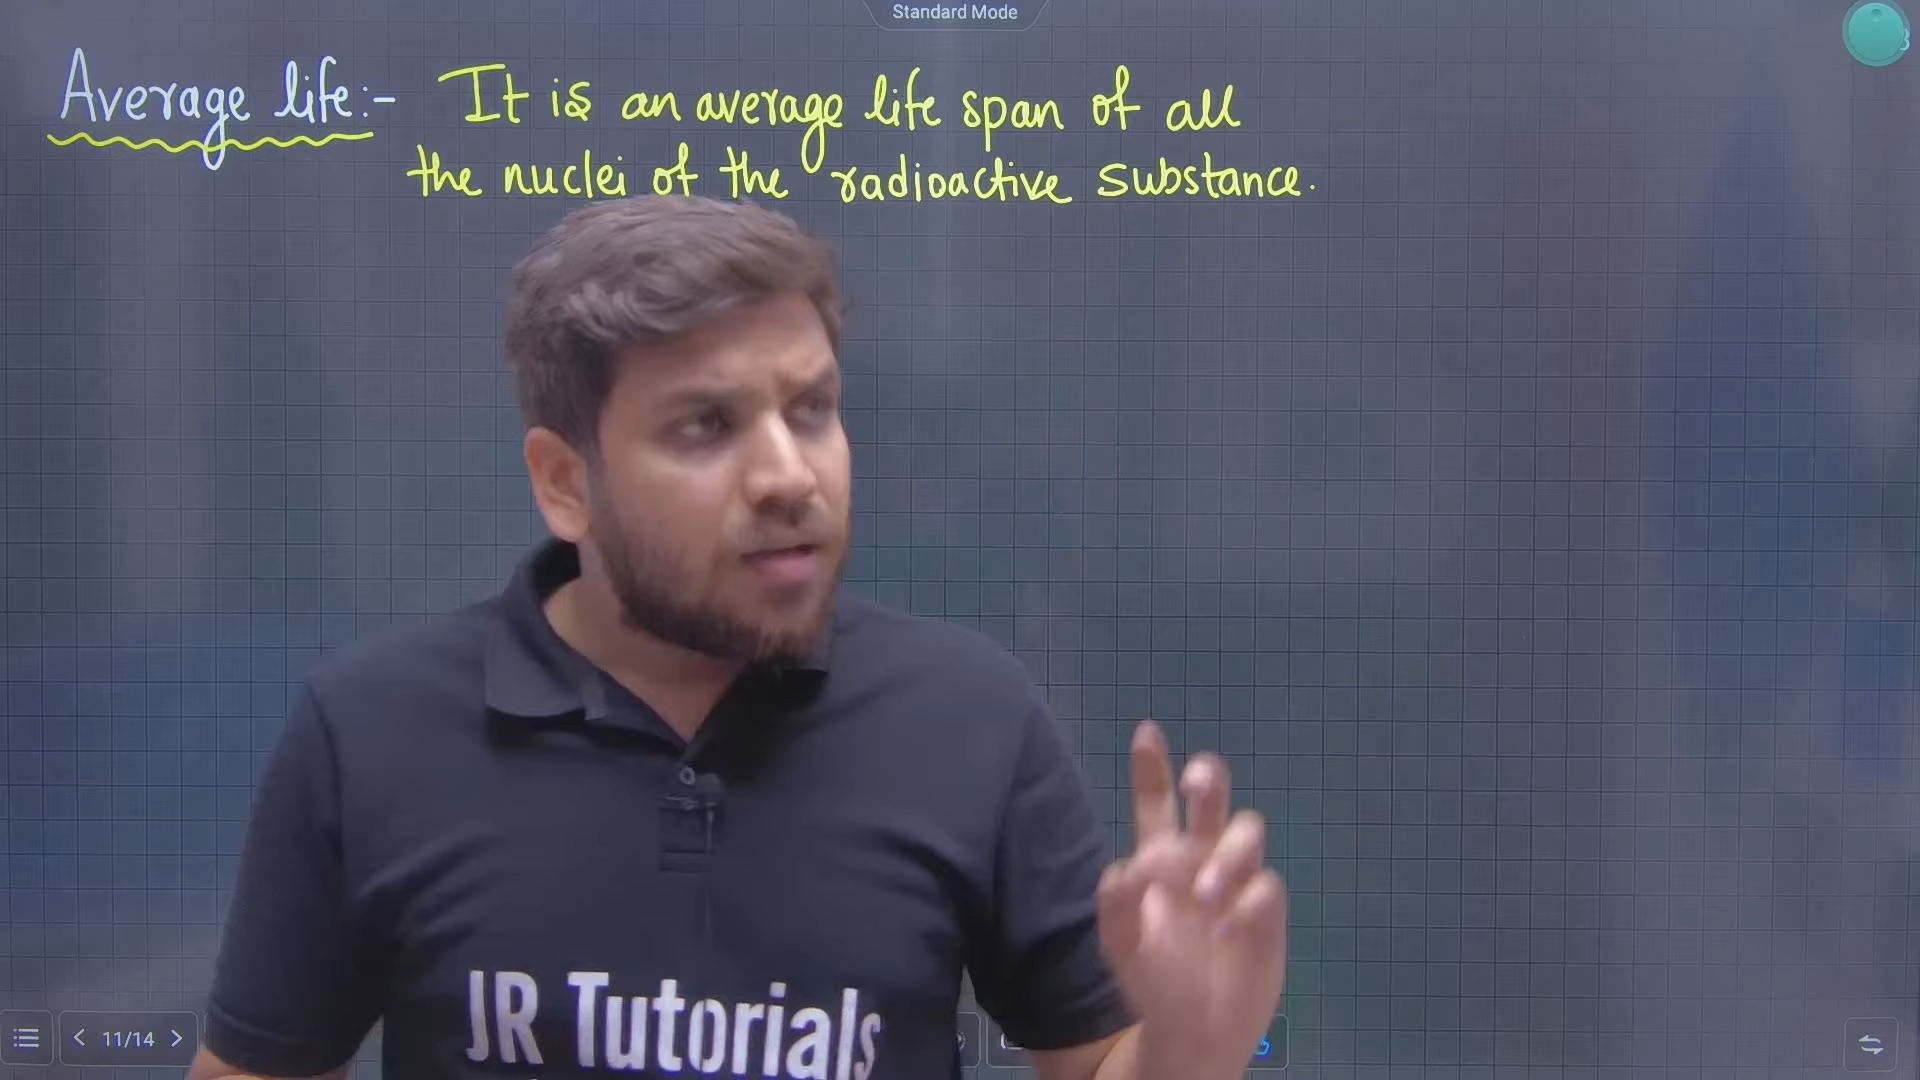 Standard Mode
Average life:- It is an average life span of all
the nuclei of the radioactive substance.
JR Tutorials
11/14